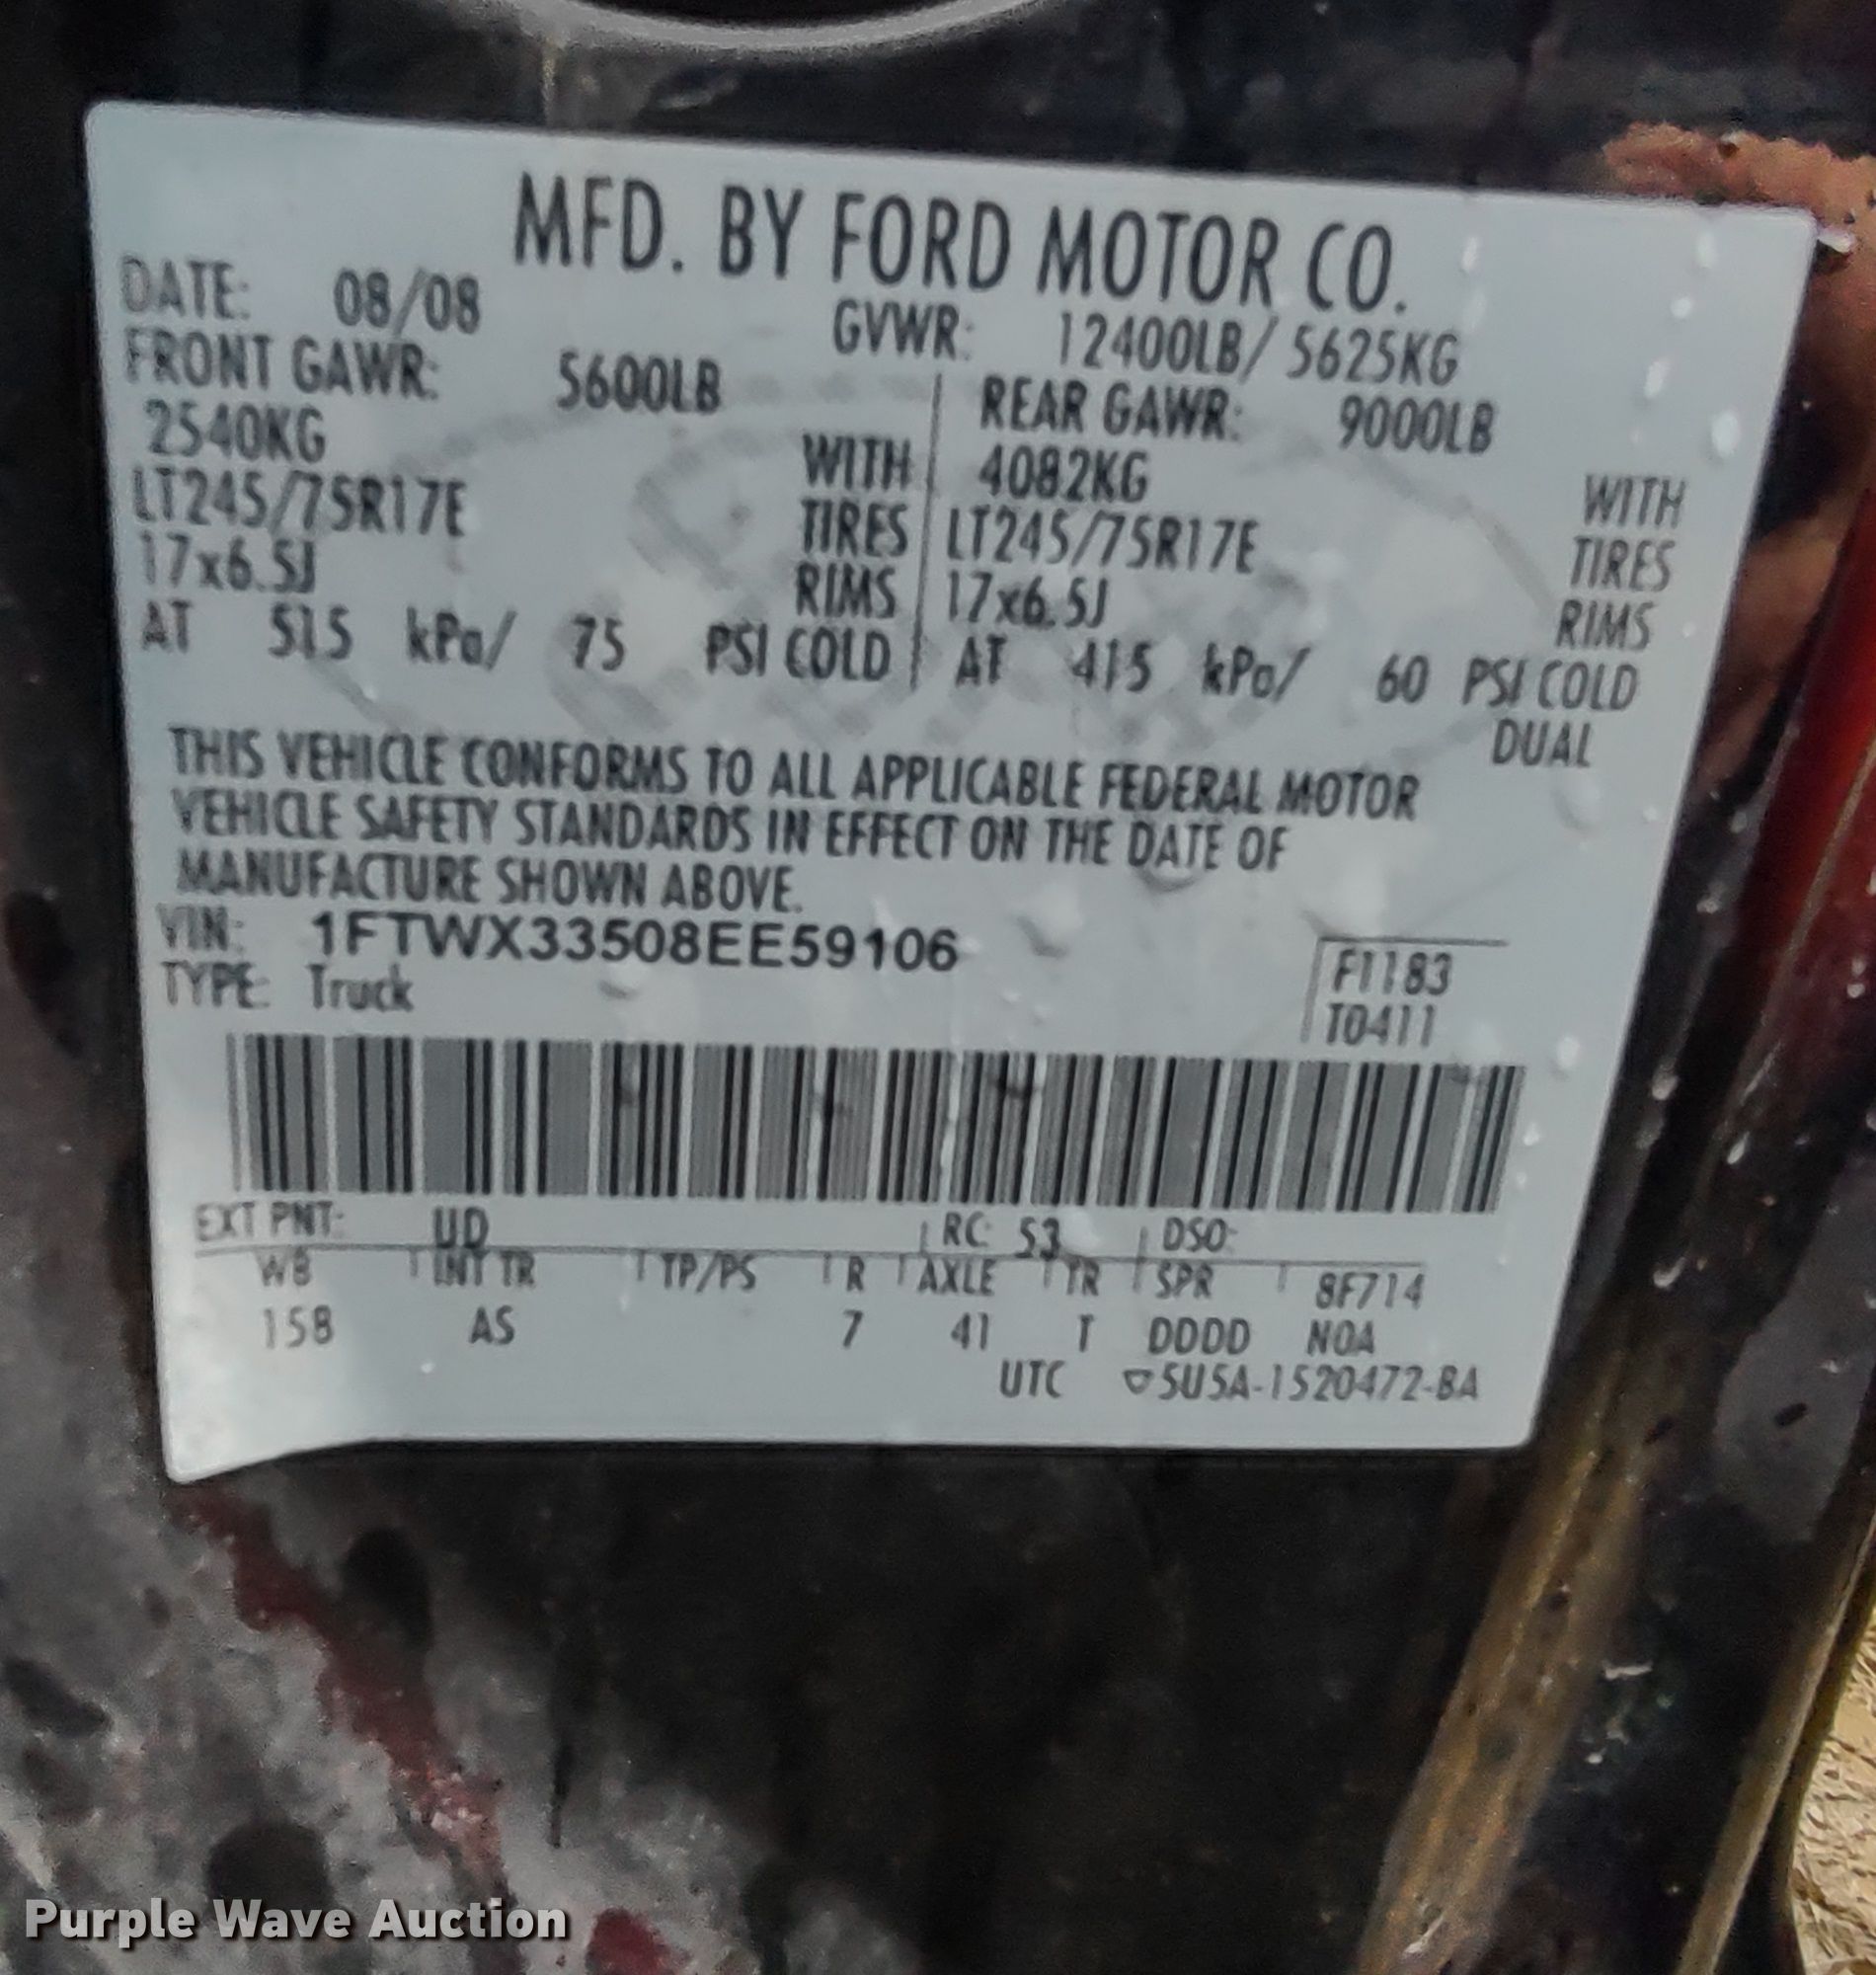 MFD. BY FORD MOTOR CO.
DATE: 08/08 GVWR: 12400LB/ 5625KG
FRONT GAWR: 5600LB REAR GAWR: 9000LB
2540KG WITH 4082KG WITH
LT245/75R17E TIRES LT245/75R17E TIRES
17x6.5J RIMS 17x6.5J RIMS
AT 515 kPa/ 75 PSI COLD AT 415 kPa/ 60 PSI COLD
DUAL
THIS VEHICLE CONFORMS TO ALL APPLICABLE FEDERAL MOTOR
VEHICLE SAFETY STANDARDS IN EFFECT ON THE DATE OF
MANUFACTURE SHOWN ABOVE.
VIN: 1FTWX33508EE59106 F1183
TYPE: Truck T0411
EXT PNT: UD RC: 53 DSO:
WB INT TR TP/PS R AXLE TR SPR 8F714
158 AS 7 41 T DDDD NOA
UTC ▽5U5A-1520472-BA
Purple Wave Auction